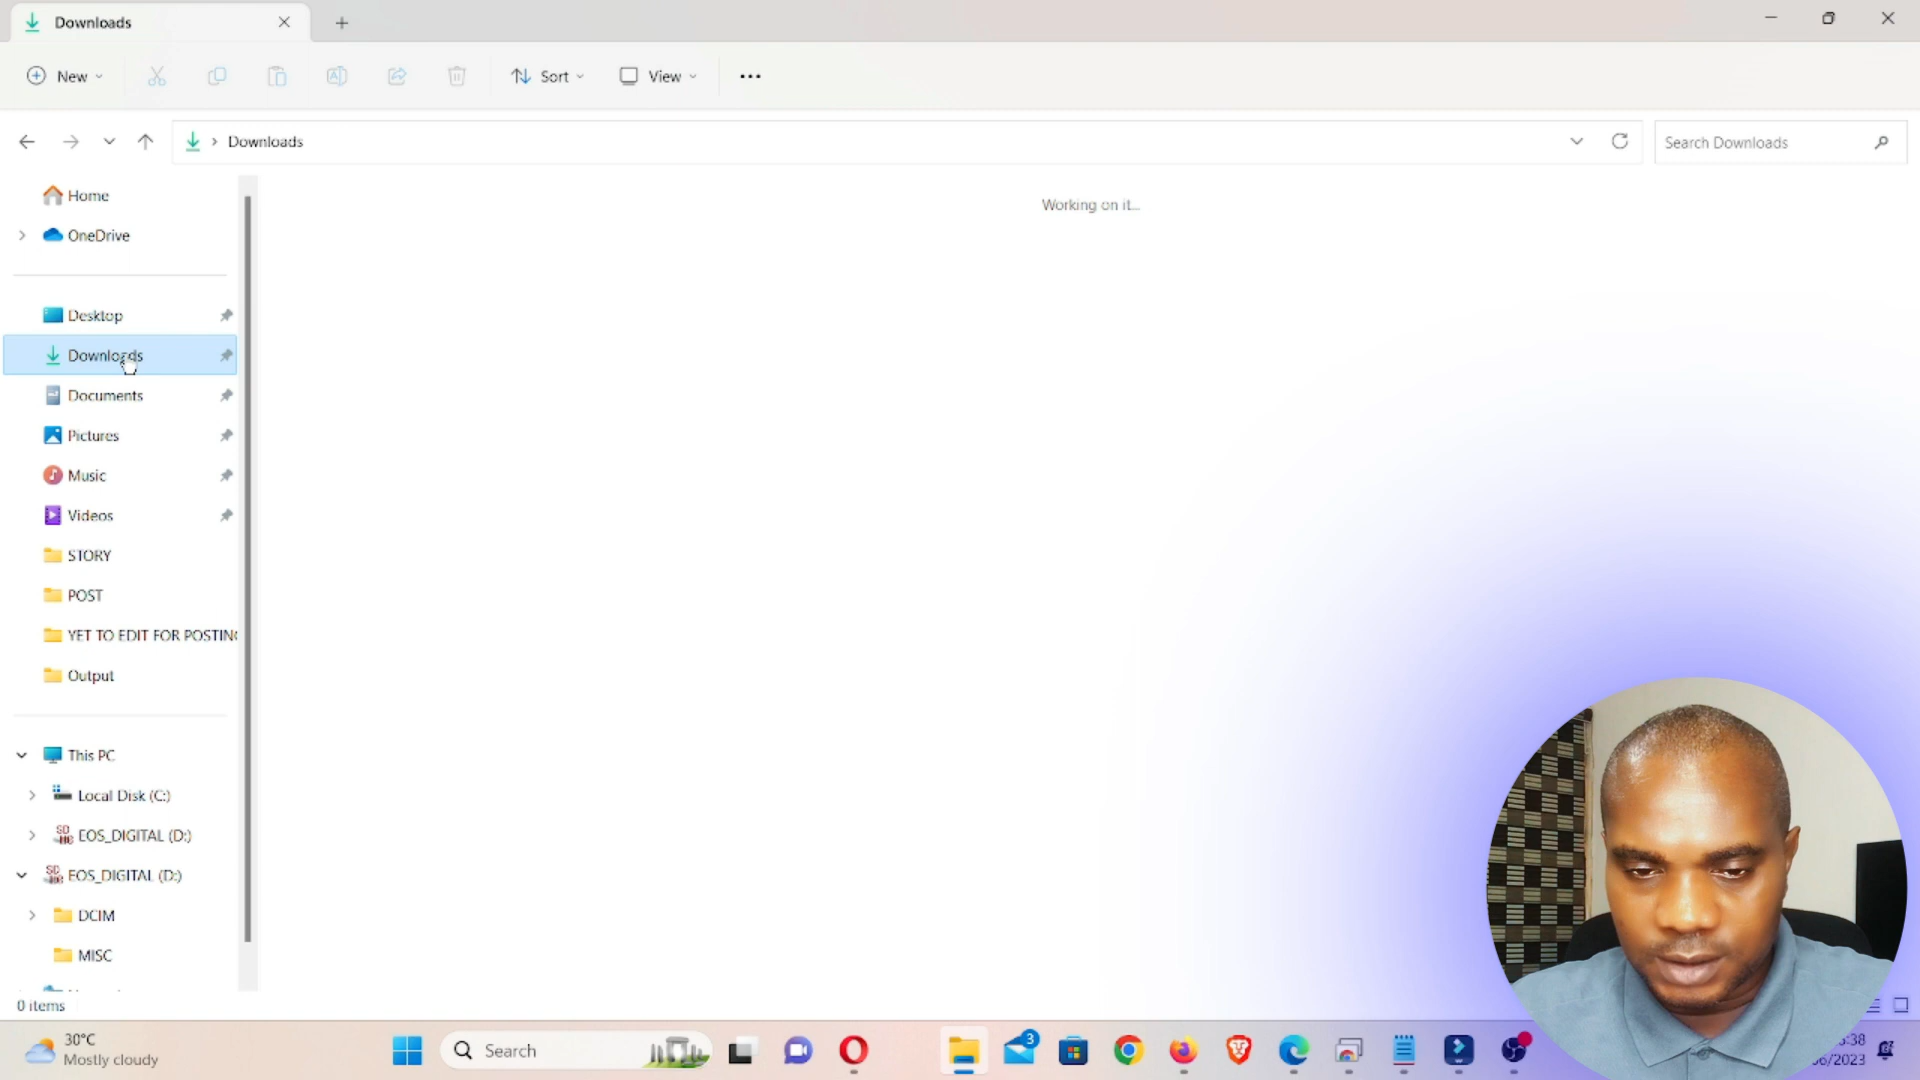 Downloads
New
Sort
View
Downloads
Search Downloads
Home
OneDrive
Working on it...
Desktop
Downloads
Documents
Pictures
Music
Videos
STORY
POST
YET TO EDIT FOR POSTING
Output
This PC
Local Disk (C:)
EOS_DIGITAL (D:)
EOS_DIGITAL (D:)
DCIM
MISC
0 items
30°C
Mostly cloudy
Search
3